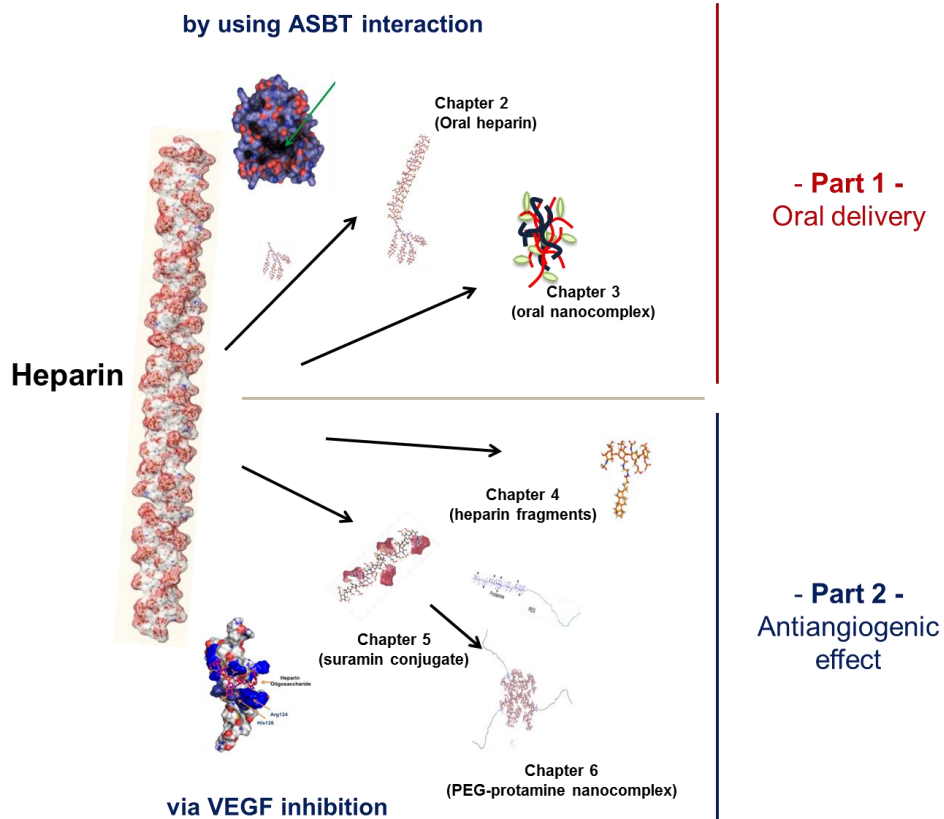 by using ASBT interaction
Chapter 2
(Oral heparin)
- Part 1 -
Oral delivery
Chapter 3
(oral nanocomplex)
Heparin
Chapter 4
(heparin fragments)
Protamine
PEG
- Part 2 -
Antiangiogenic
effect
Chapter 5
(suramin conjugate)
Heparin
Oligosaccharide
Arg124
His126
Chapter 6
(PEG-protamine nanocomplex)
via VEGF inhibition